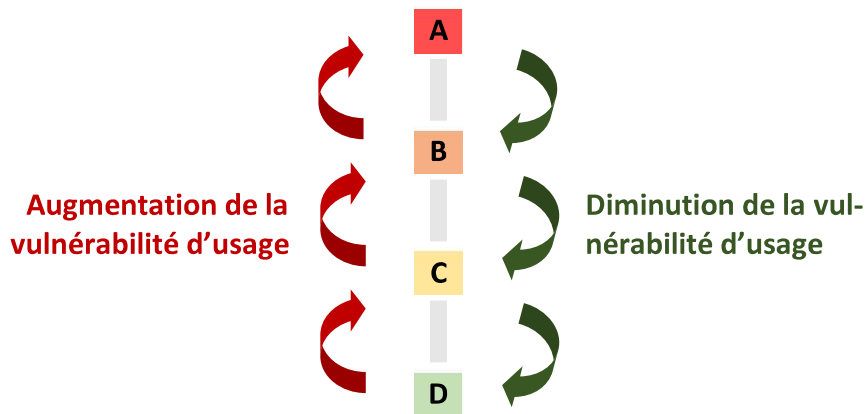 A
B
Augmentation de la
vulnérabilité d’usage
Diminution de la vul-
nérabilité d’usage
C
D